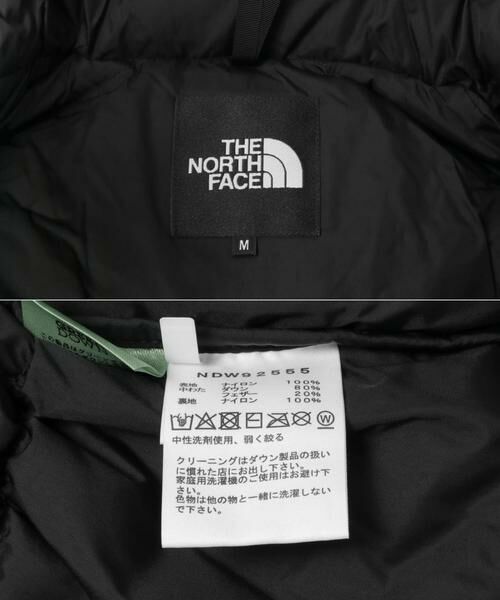 THE
NORTH
FACE
M
GREEN
DOWN
NDW92555
表地 ナイロン 100%
中わた ダウン 80%
フェザー 20%
裏地 ナイロン 100%
W
中性洗剤使用、弱く絞る
クリーニングはダウン製品の扱い
に慣れた店にお出し下さい。
家庭用洗濯機のご使用はお避け下
さい。
色物は他の物と一緒に洗濯しない
で下さい。